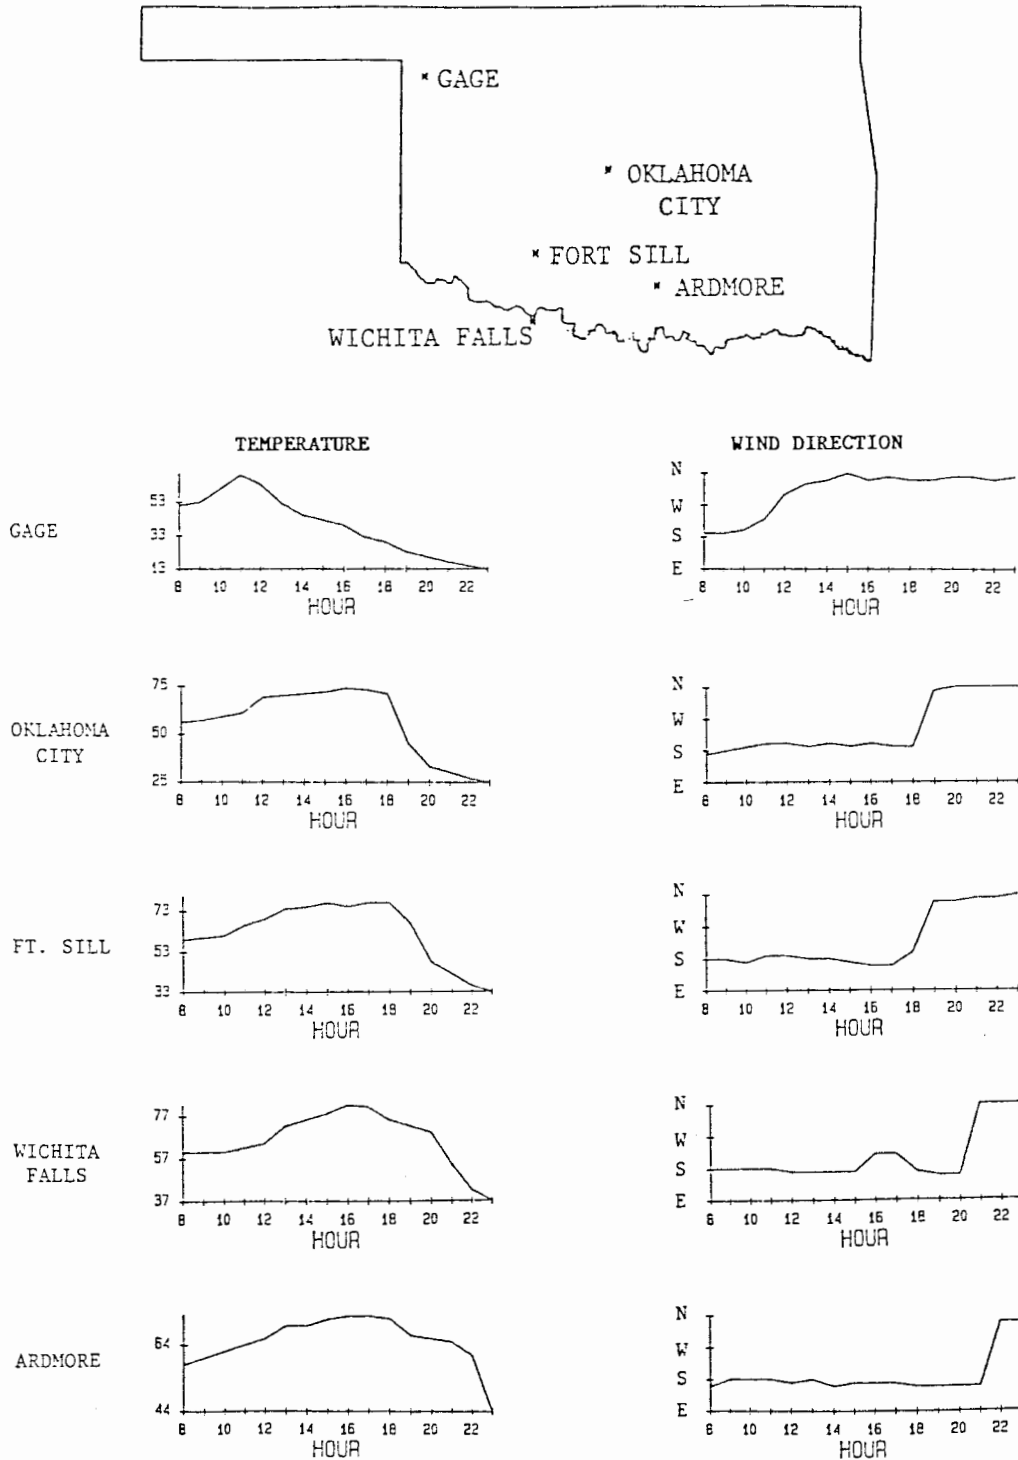 GAGE
OKLAHOMA
CITY
FORT SILL
ARDMORE
WICHITA FALLS
TEMPERATURE WIND DIRECTION
GAGE
53
33
13
8 10 12 14 16 18 20 22
HOUR
N
W
S
E
8 10 12 14 16 18 20 22
HOUR
OKLAHOMA
CITY
75
50
25
8 10 12 14 16 18 20 22
HOUR
N
W
S
E
8 10 12 14 16 18 20 22
HOUR
FT. SILL
73
53
33
8 10 12 14 16 18 20 22
HOUR
N
W
S
E
8 10 12 14 16 18 20 22
HOUR
WICHITA
FALLS
77
57
37
8 10 12 14 16 18 20 22
HOUR
N
W
S
E
8 10 12 14 16 18 20 22
HOUR
ARDMORE
64
44
8 10 12 14 16 18 20 22
HOUR
N
W
S
E
8 10 12 14 16 18 20 22
HOUR